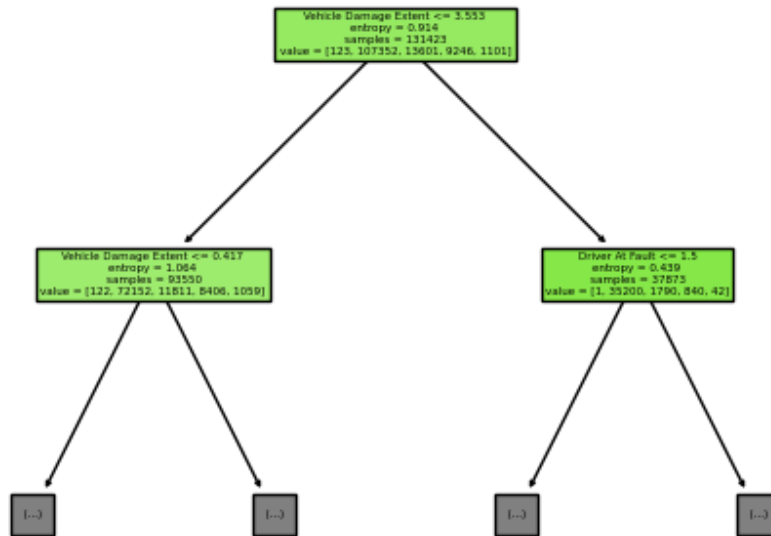 Vehicle Damage Extent <= 3.553
entropy = 0.914
samples = 131423
value = [123, 107352, 13601, 9246, 1101]
Vehicle Damage Extent <= 0.417
entropy = 1.064
samples = 93550
value = [122, 72152, 11811, 8406, 1059]
Driver At Fault <= 1.5
entropy = 0.439
samples = 37873
value = [1, 35200, 1790, 840, 42]
(...)
(...)
(...)
(...)